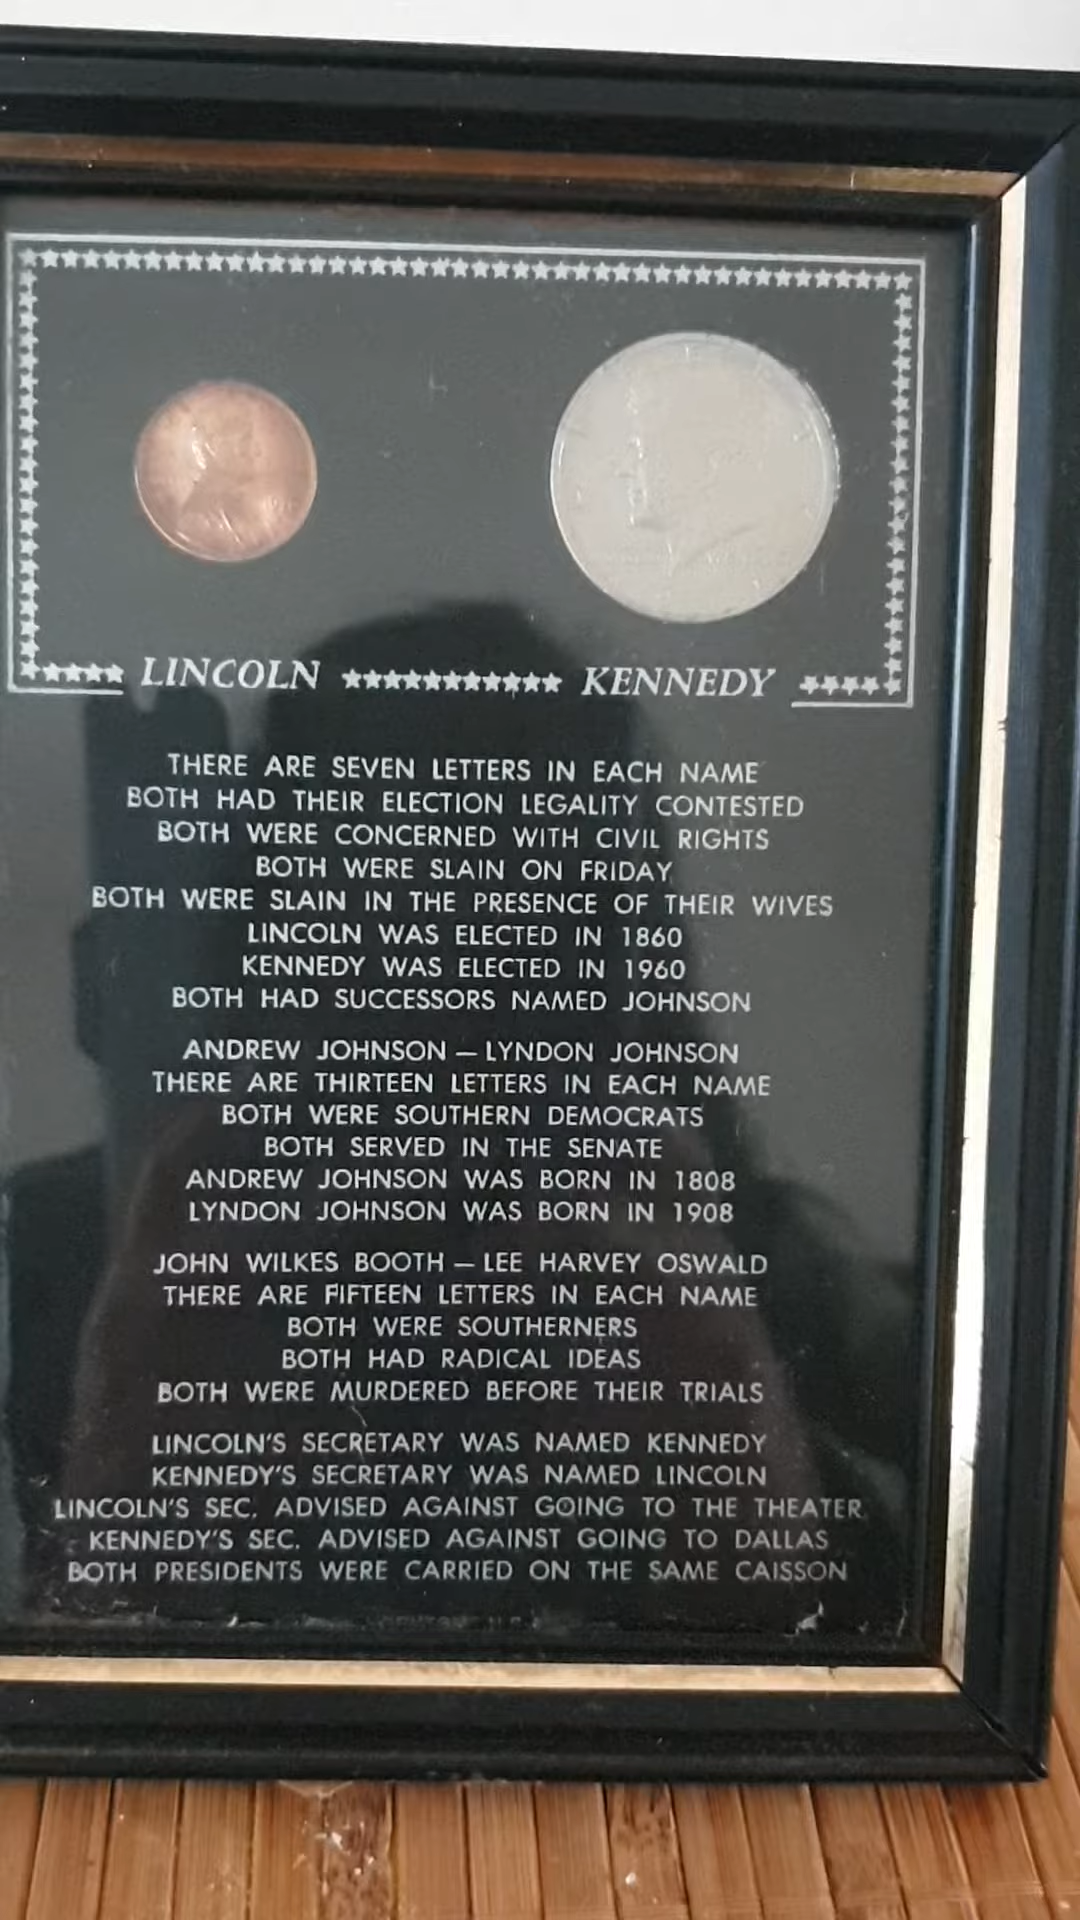 LINCOLN KENNEDY
THERE ARE SEVEN LETTERS IN EACH NAME
BOTH HAD THEIR ELECTION LEGALITY CONTESTED
BOTH WERE CONCERNED WITH CIVIL RIGHTS
BOTH WERE SLAIN ON FRIDAY
BOTH WERE SLAIN IN THE PRESENCE OF THEIR WIVES
LINCOLN WAS ELECTED IN 1860
KENNEDY WAS ELECTED IN 1960
BOTH HAD SUCCESSORS NAMED JOHNSON
ANDREW JOHNSON — LYNDON JOHNSON
THERE ARE THIRTEEN LETTERS IN EACH NAME
BOTH WERE SOUTHERN DEMOCRATS
BOTH SERVED IN THE SENATE
ANDREW JOHNSON WAS BORN IN 1808
LYNDON JOHNSON WAS BORN IN 1908
JOHN WILKES BOOTH — LEE HARVEY OSWALD
THERE ARE FIFTEEN LETTERS IN EACH NAME
BOTH WERE SOUTHERNERS
BOTH HAD RADICAL IDEAS
BOTH WERE MURDERED BEFORE THEIR TRIALS
LINCOLN'S SECRETARY WAS NAMED KENNEDY
KENNEDY'S SECRETARY WAS NAMED LINCOLN
LINCOLN'S SEC. ADVISED AGAINST GOING TO THE THEATER
KENNEDY'S SEC. ADVISED AGAINST GOING TO DALLAS
BOTH PRESIDENTS WERE CARRIED ON THE SAME CAISSON